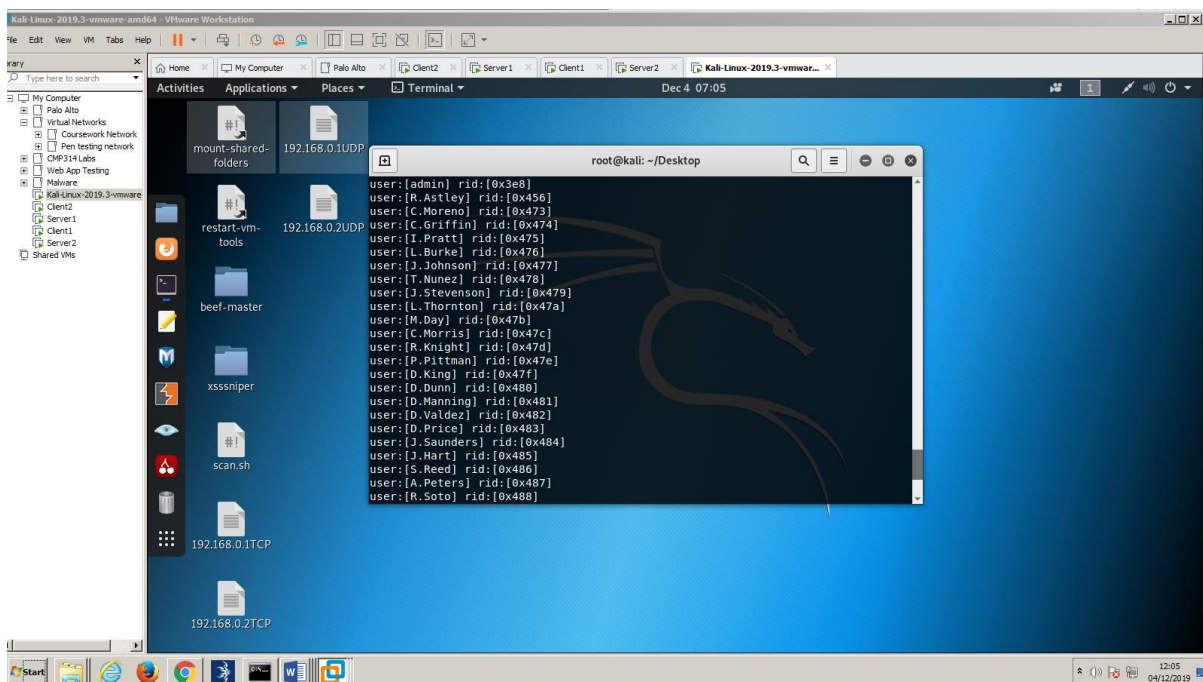 Kali-Linux-2019.3-vmware-amd64 - VMware Workstation
File Edit View VM Tabs Help
Library
Type here to search
My Computer
Palo Alto
Virtual Networks
Coursework Network
Pen testing network
CMP314 Labs
Web App Testing
Malware
Kali-Linux-2019.3-vmware
Client2
Server1
Client1
Server2
Shared VMs
Home My Computer Palo Alto Client2 Server1 Client1 Server2 Kali-Linux-2019.3-vmwar...
Activities Applications Places Terminal Dec 4 07:05 1
mount-shared-folders
192.168.0.1UDP
restart-vm-tools
192.168.0.2UDP
beef-master
xsssniper
scan.sh
192.168.0.1TCP
192.168.0.2TCP
root@kali: ~/Desktop
user:[admin] rid:[0x3e8]
user:[R.Astley] rid:[0x456]
user:[C.Moreno] rid:[0x473]
user:[C.Griffin] rid:[0x474]
user:[I.Pratt] rid:[0x475]
user:[L.Burke] rid:[0x476]
user:[J.Johnson] rid:[0x477]
user:[T.Nunez] rid:[0x478]
user:[J.Stevenson] rid:[0x479]
user:[L.Thornton] rid:[0x47a]
user:[M.Day] rid:[0x47b]
user:[C.Morris] rid:[0x47c]
user:[R.Knight] rid:[0x47d]
user:[P.Pittman] rid:[0x47e]
user:[D.King] rid:[0x47f]
user:[D.Dunn] rid:[0x480]
user:[D.Manning] rid:[0x481]
user:[D.Valdez] rid:[0x482]
user:[D.Price] rid:[0x483]
user:[J.Saunders] rid:[0x484]
user:[J.Hart] rid:[0x485]
user:[S.Reed] rid:[0x486]
user:[A.Peters] rid:[0x487]
user:[R.Soto] rid:[0x488]
Start
12:05
04/12/2019